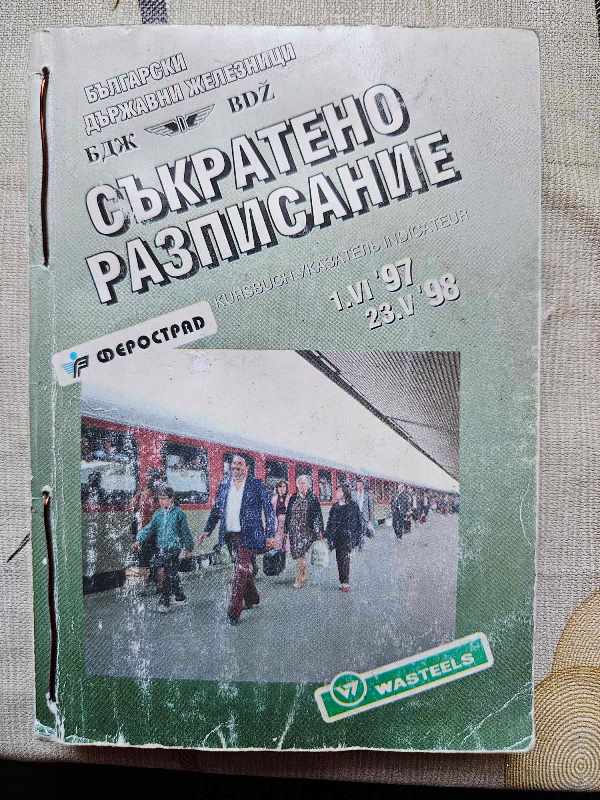 БЪЛГАРСКИ
ДЪРЖАВНИ ЖЕЛЕЗНИЦИ
БДЖ BDŽ
СЪКРАТЕНО
РАЗПИСАНИЕ
KURSBUCH.УКАЗАТЕЛЬ INDICATEUR
1.VI '97
23.V '98
ФЕРОСТРАД
WASTEELS